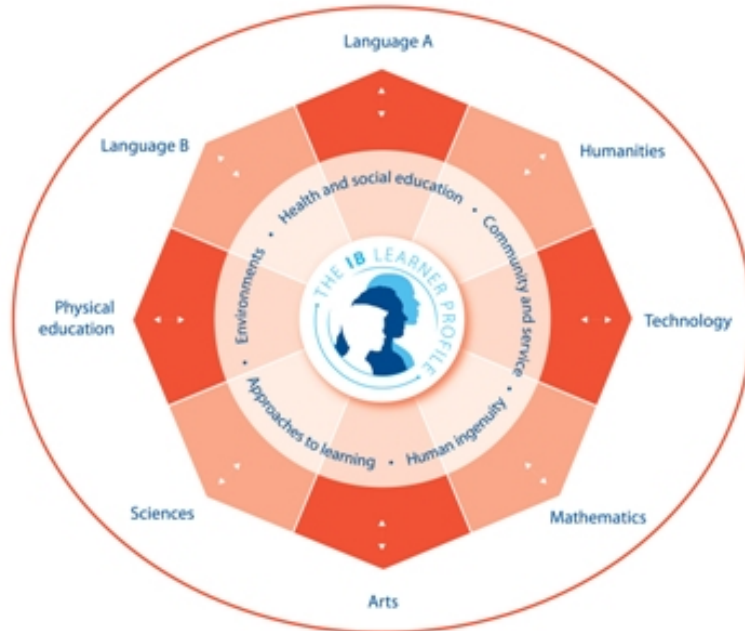 Language A
Language B
Humanities
Health and social education
Community and service
Environments
THE IB LEARNER PROFILE
Physical
education
Technology
Approaches to learning
Human ingenuity
Sciences
Mathematics
Arts